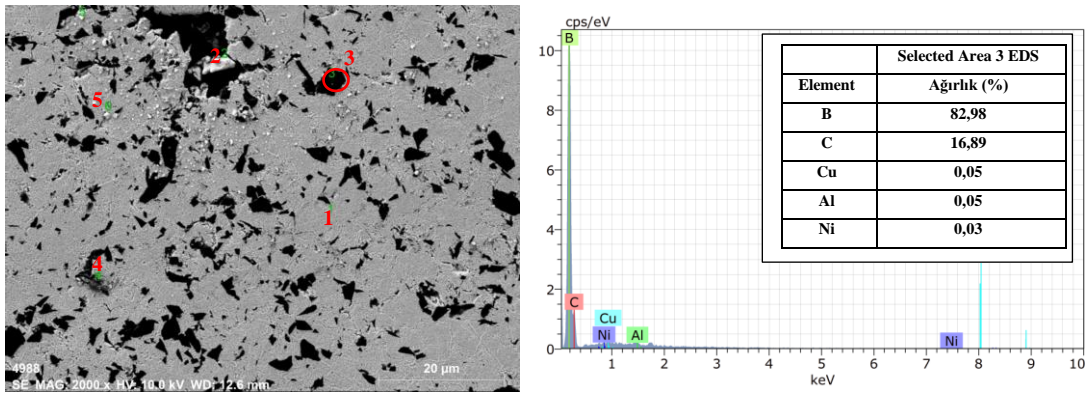 2
3
5
1
4
4988
SE MAG: 2000 x HV: 10.0 kV WD: 12.6 mm
20 µm
cps/eV
B
10
8
6
4
2
0
C
Cu
Ni
Al
Ni
1 2 3 4 5 6 7 8 9 10
keV
Selected Area 3 EDS
Element Ağırlık (%)
B 82,98
C 16,89
Cu 0,05
Al 0,05
Ni 0,03